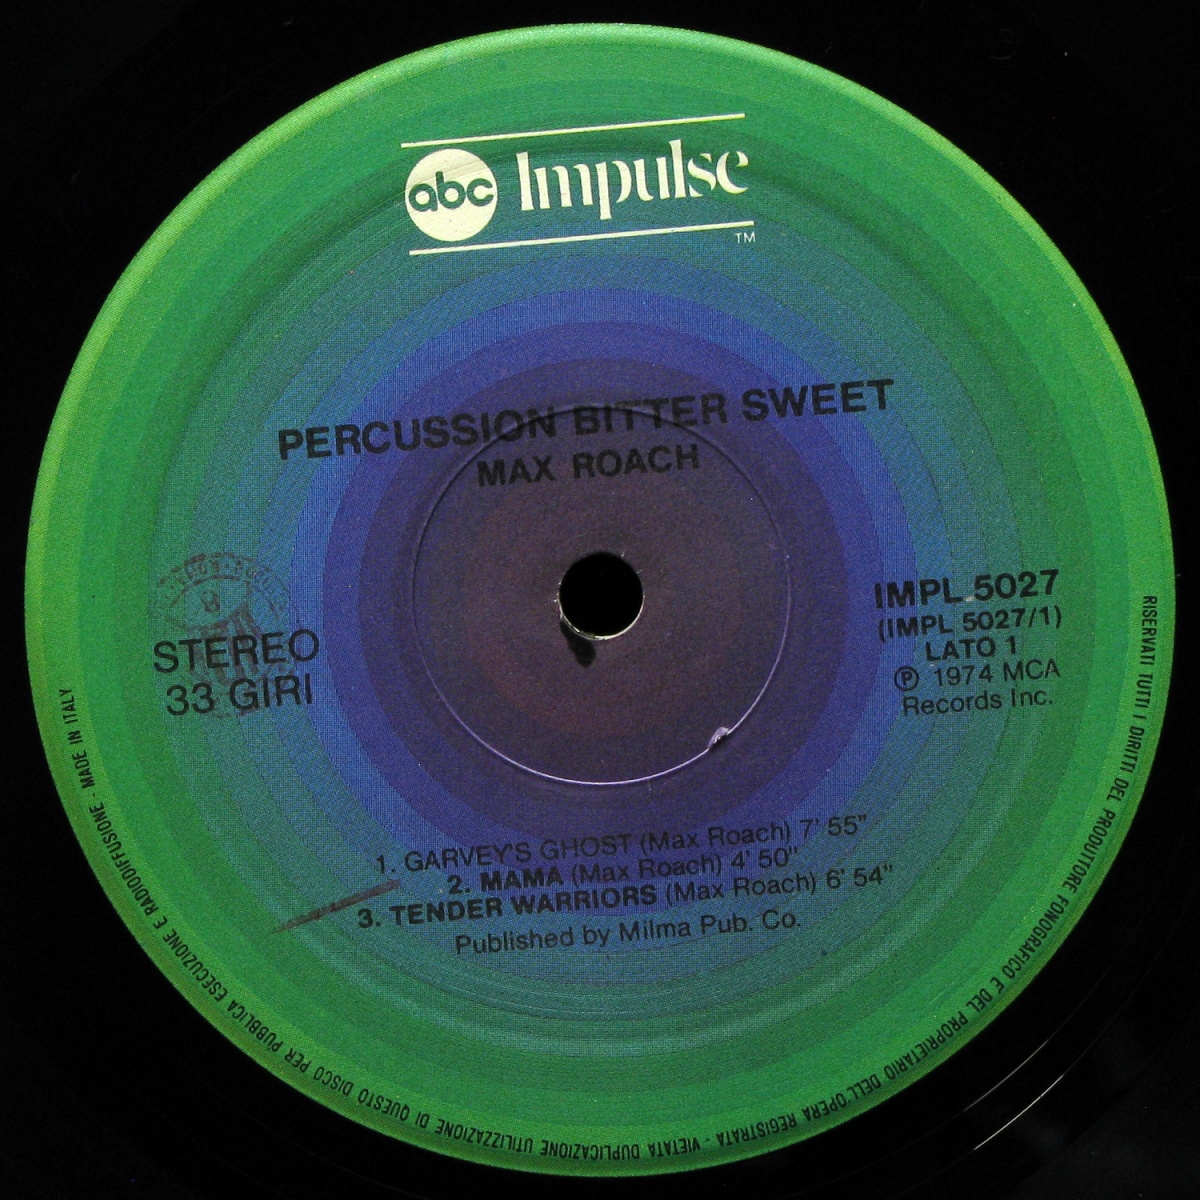 abc Impulse
TM
PERCUSSION BITTER SWEET
MAX ROACH
STEREO
33 GIRI
IMPL 5027
(IMPL 5027/1)
LATO 1
Ⓟ 1974 MCA
Records Inc.
1. GARVEY'S GHOST (Max Roach) 7' 55"
2. MAMA (Max Roach) 4' 50"
3. TENDER WARRIORS (Max Roach) 6' 54"
Published by Milma Pub. Co.
RISERVATI TUTTI I DIRITTI DEL PRODUTTORE FONOGRAFICO E DEL PROPRIETARIO DELL'OPERA REGISTRATA - VIETATA DUPLICAZIONE UTILIZZAZIONE DI QUESTO DISCO PER PUBBLICA ESECUZIONE E RADIODIFFUSIONE - MADE IN ITALY